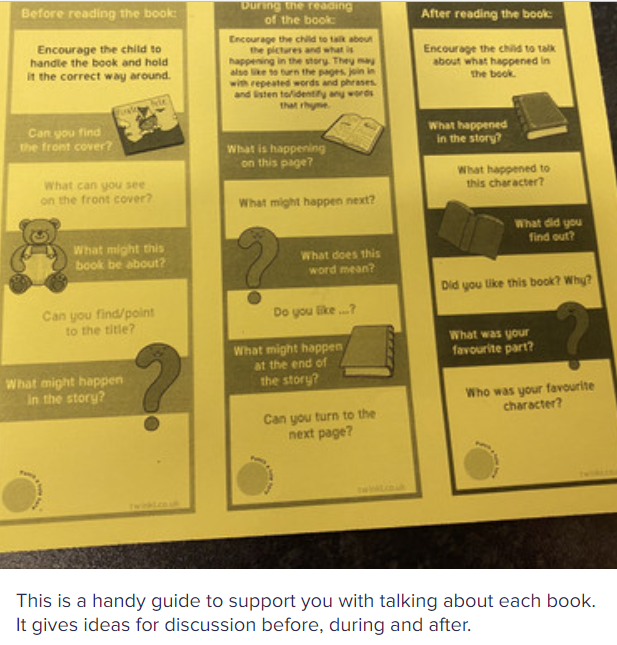 Before reading the book:
Encourage the child to
handle the book and hold
it the correct way around.
Can you find
the front cover?
What can you see
on the front cover?
What might this
book be about?
Can you find/point
to the title?
What might happen
in the story?
twinkl.co.uk
During the reading
of the book:
Encourage the child to talk about
the pictures and what is
happening in the story. They may
also like to turn the pages, join in
with repeated words and phrases,
and listen to/identify any words
that rhyme.
What is happening
on this page?
What might happen next?
What does this
word mean?
Do you like ...?
What might happen
at the end of
the story?
Can you turn to the
next page?
twinkl.co.uk
After reading the book:
Encourage the child to talk
about what happened in
the book.
What happened
in the story?
What happened to
this character?
What did you
find out?
Did you like this book? Why?
What was your
favourite part?
Who was your favourite
character?
This is a handy guide to support you with talking about each book.
It gives ideas for discussion before, during and after.